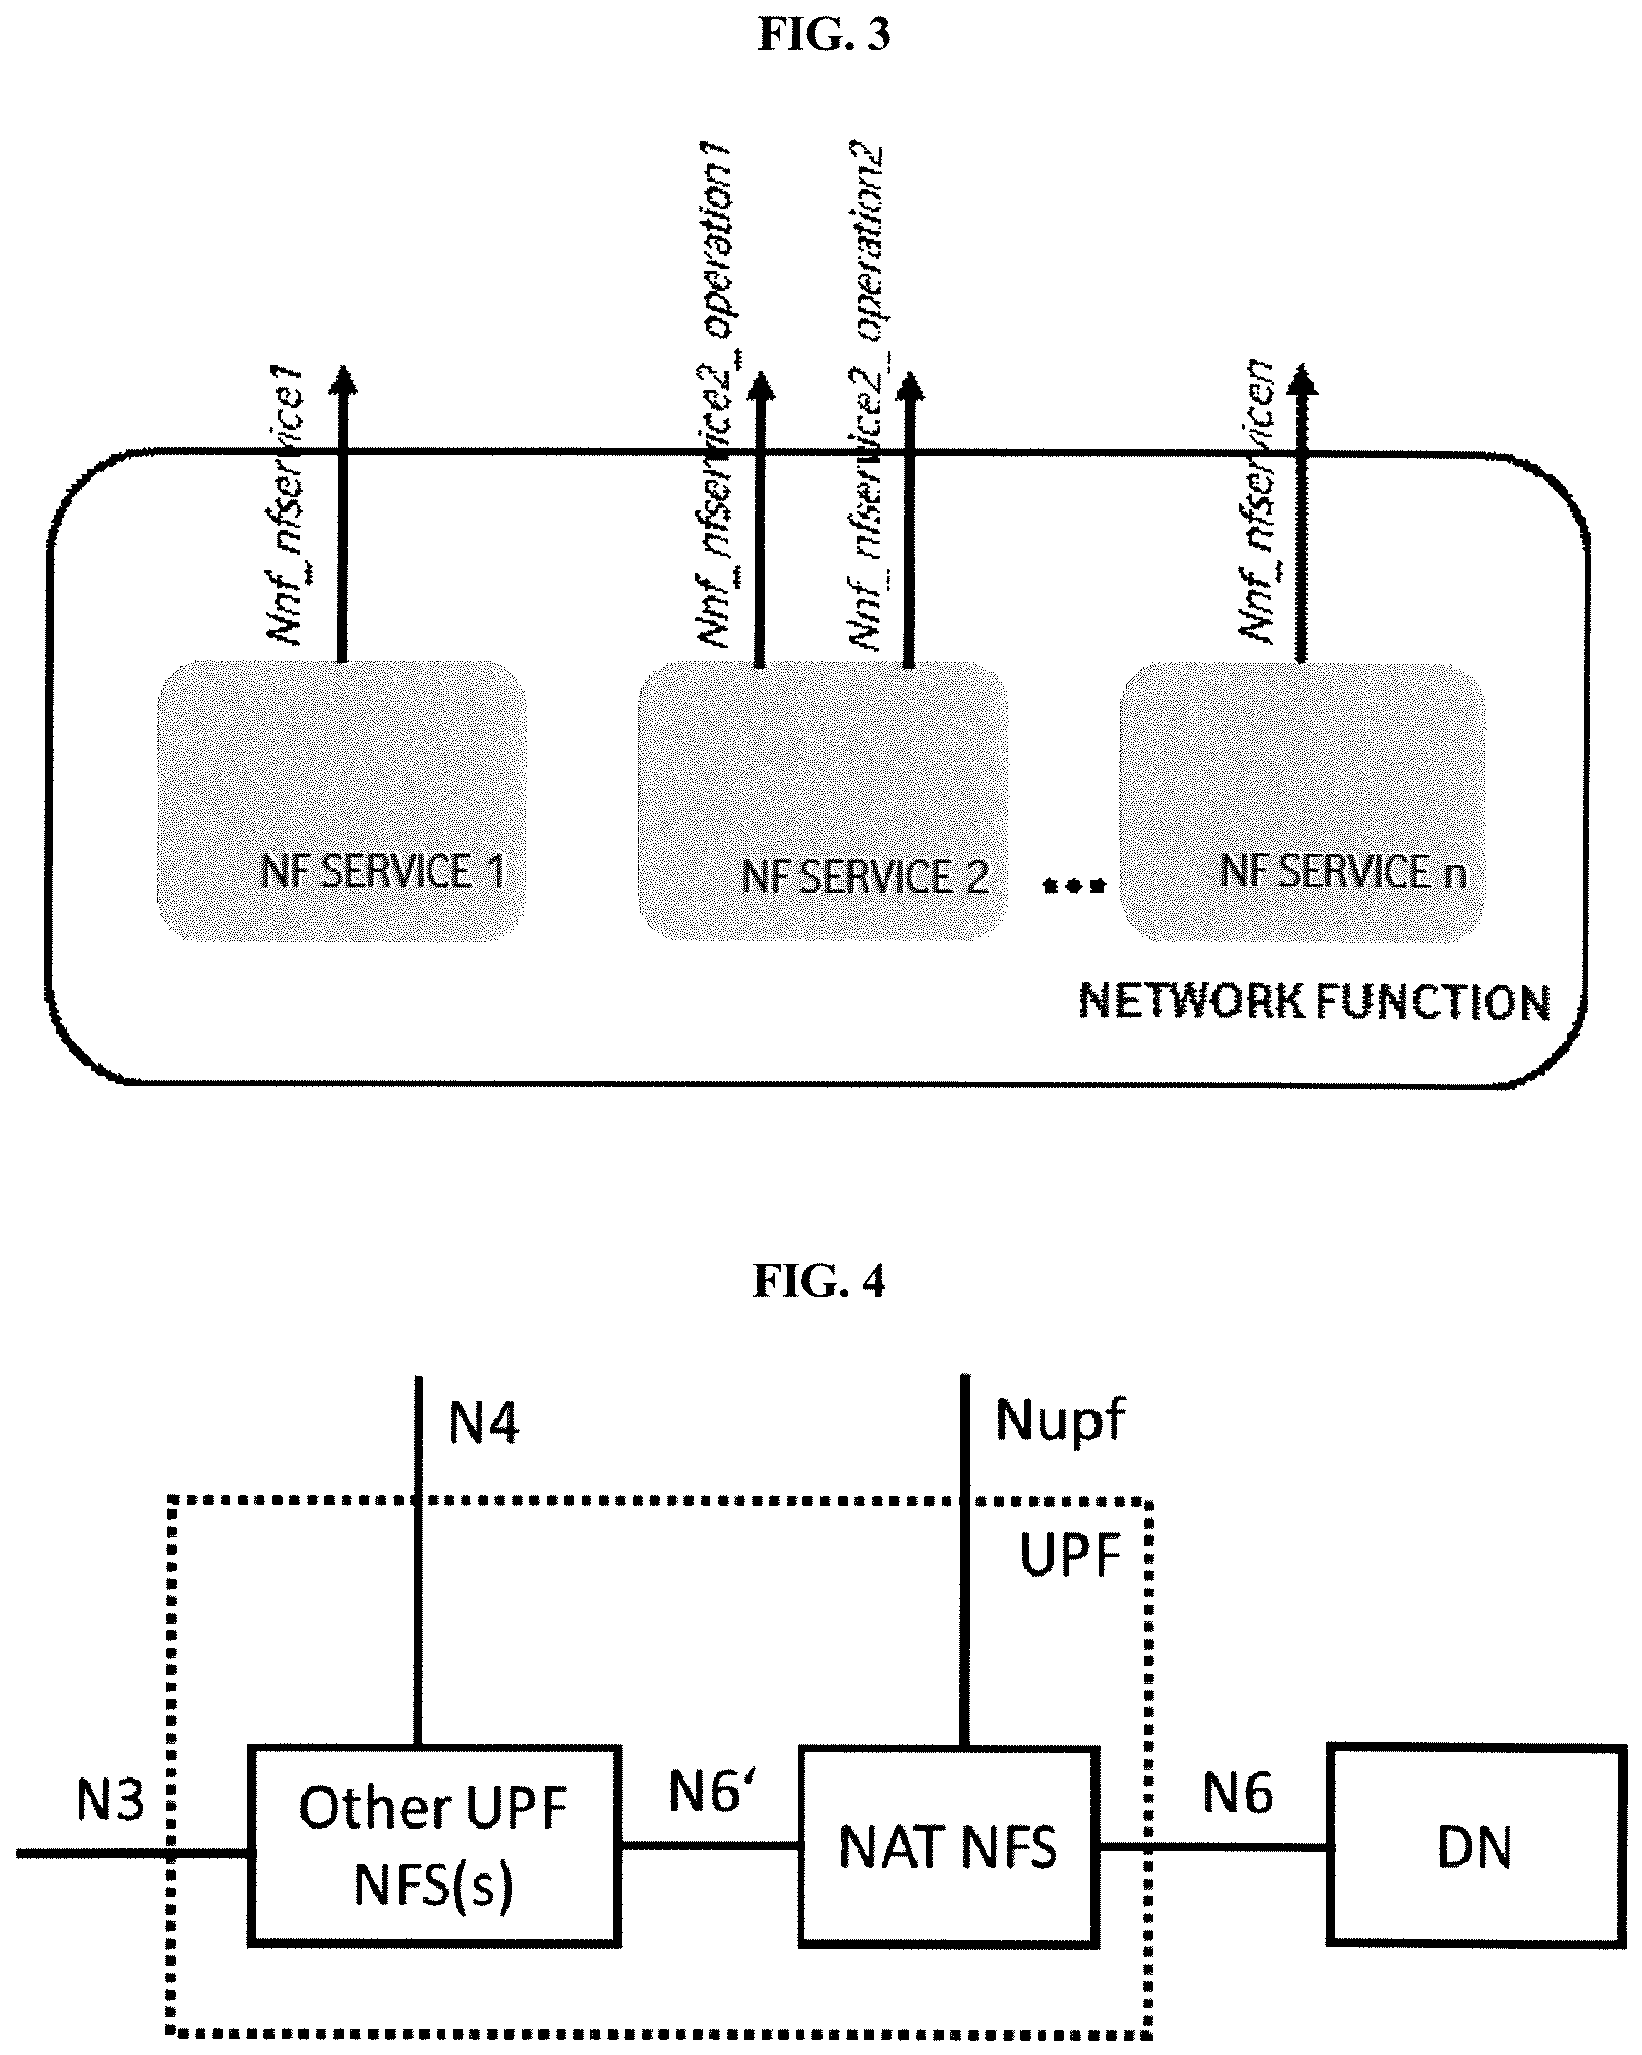 FIG. 3
Nnf_nfservice1
Nnf_nfservice2_operation1
Nnf_nfservice2_operation2
Nnf_nfservicen
NF SERVICE 1
NF SERVICE 2
...
NF SERVICE n
NETWORK FUNCTION
FIG. 4
N4
Nupf
UPF
N3
Other UPF
NFS(s)
N6‘
NAT NFS
N6
DN